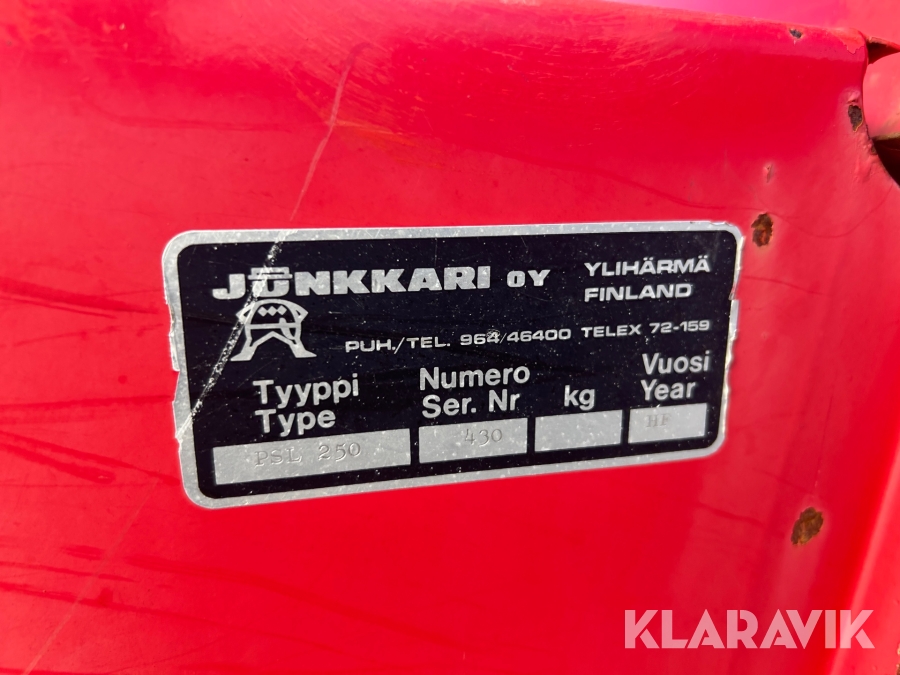 JUNKKARI OY YLIHÄRMÄ
FINLAND
PUH./TEL. 964/46400 TELEX 72-159
Tyyppi Numero Vuosi
Type Ser. Nr kg Year
PSL 250 430 HF
KLARAVIK